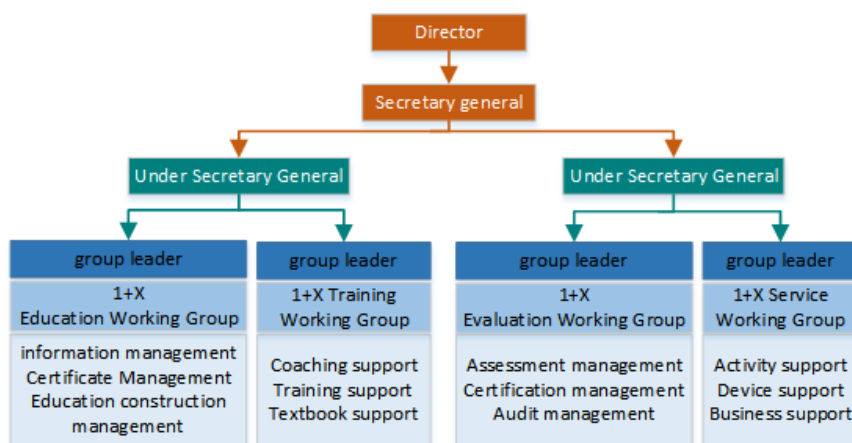 Director
Secretary general
Under Secretary General
Under Secretary General
group leader
1+X
Education Working Group
information management
Certificate Management
Education construction
management
group leader
1+X Training
Working Group
Coaching support
Training support
Textbook support
group leader
1+X
Evaluation Working Group
Assessment management
Certification management
Audit management
group leader
1+X Service
Working Group
Activity support
Device support
Business support